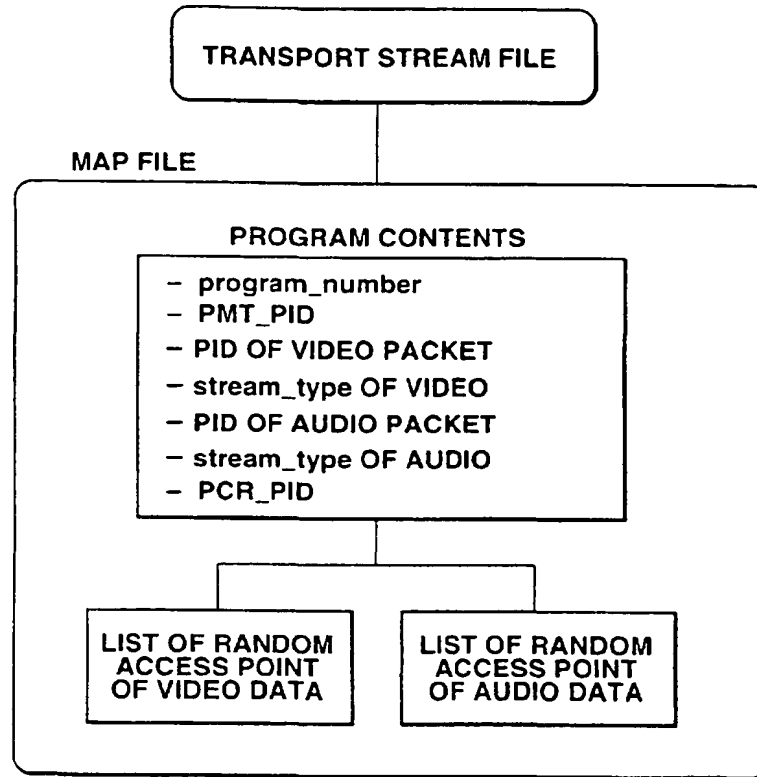 TRANSPORT STREAM FILE
MAP FILE
PROGRAM CONTENTS
– program_number
– PMT_PID
– PID OF VIDEO PACKET
– stream_type OF VIDEO
– PID OF AUDIO PACKET
– stream_type OF AUDIO
– PCR_PID
LIST OF RANDOM
ACCESS POINT
OF VIDEO DATA
LIST OF RANDOM
ACCESS POINT
OF AUDIO DATA